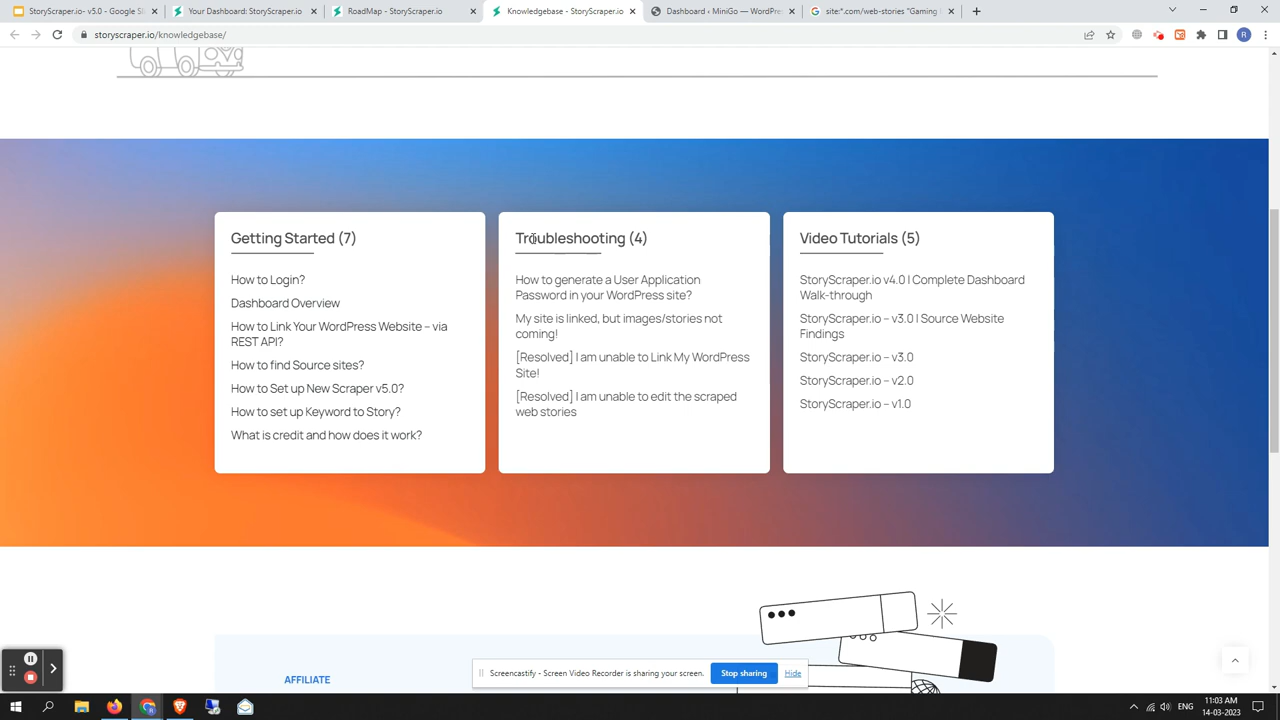 StoryScraper.io- v5.0 - Google Sl
Your Dashboard: StoryScraper.io
RoadMap - StoryScraper.io
Knowledgebase - StoryScraper.io
Dashboard ‹ MiniGo — WordPre
site:*.com/web-stories "Gaming
storyscraper.io/knowledgebase/
R
Getting Started (7)
How to Login?
Dashboard Overview
How to Link Your WordPress Website – via
REST API?
How to find Source sites?
How to Set up New Scraper v5.0?
How to set up Keyword to Story?
What is credit and how does it work?
Troubleshooting (4)
How to generate a User Application
Password in your WordPress site?
My site is linked, but images/stories not
coming!
[Resolved] I am unable to Link My WordPress
Site!
[Resolved] I am unable to edit the scraped
web stories
Video Tutorials (5)
StoryScraper.io v4.0 | Complete Dashboard
Walk-through
StoryScraper.io – v3.0 | Source Website
Findings
StoryScraper.io – v3.0
StoryScraper.io – v2.0
StoryScraper.io – v1.0
AFFILIATE
Screencastify - Screen Video Recorder is sharing your screen.
Stop sharing
Hide
ENG
11:03 AM
14-03-2023